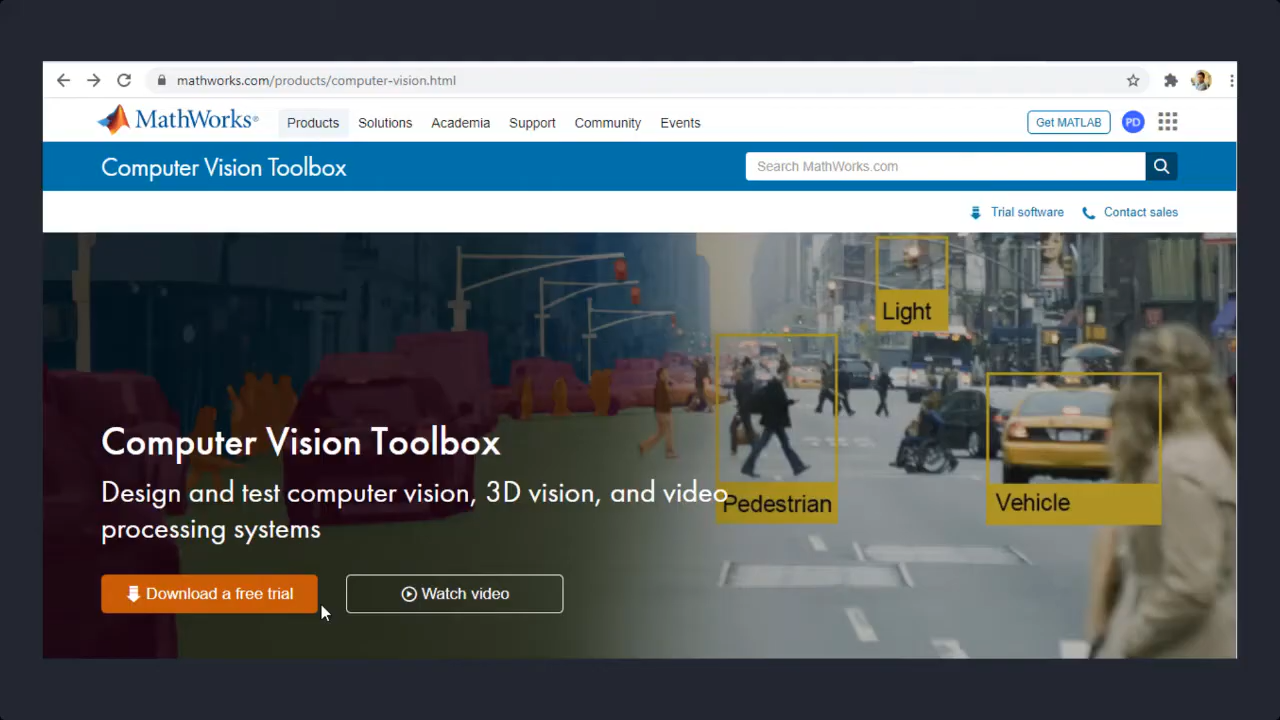 mathworks.com/products/computer-vision.html
MathWorks®
Products
Solutions
Academia
Support
Community
Events
Get MATLAB
PD
Computer Vision Toolbox
Search MathWorks.com
Trial software
Contact sales
Light
Pedestrian
Vehicle
Computer Vision Toolbox
Design and test computer vision, 3D vision, and video
processing systems
Download a free trial
Watch video